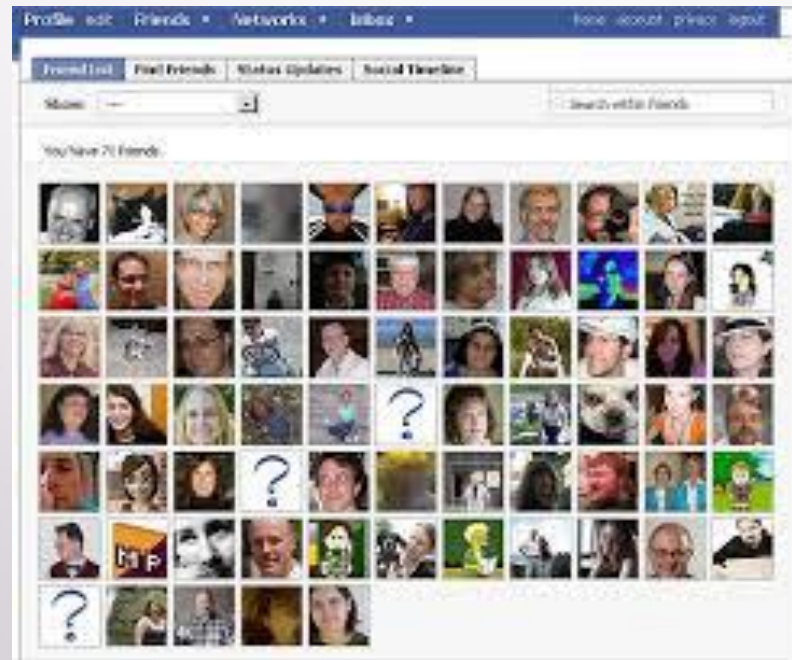 Profile edit Friends Networks Inbox home account privacy logout
Friend List Find Friends Status Updates Social Timeline
Show: ---
Search within Friends
You have 71 friends.
?
?
M P
?